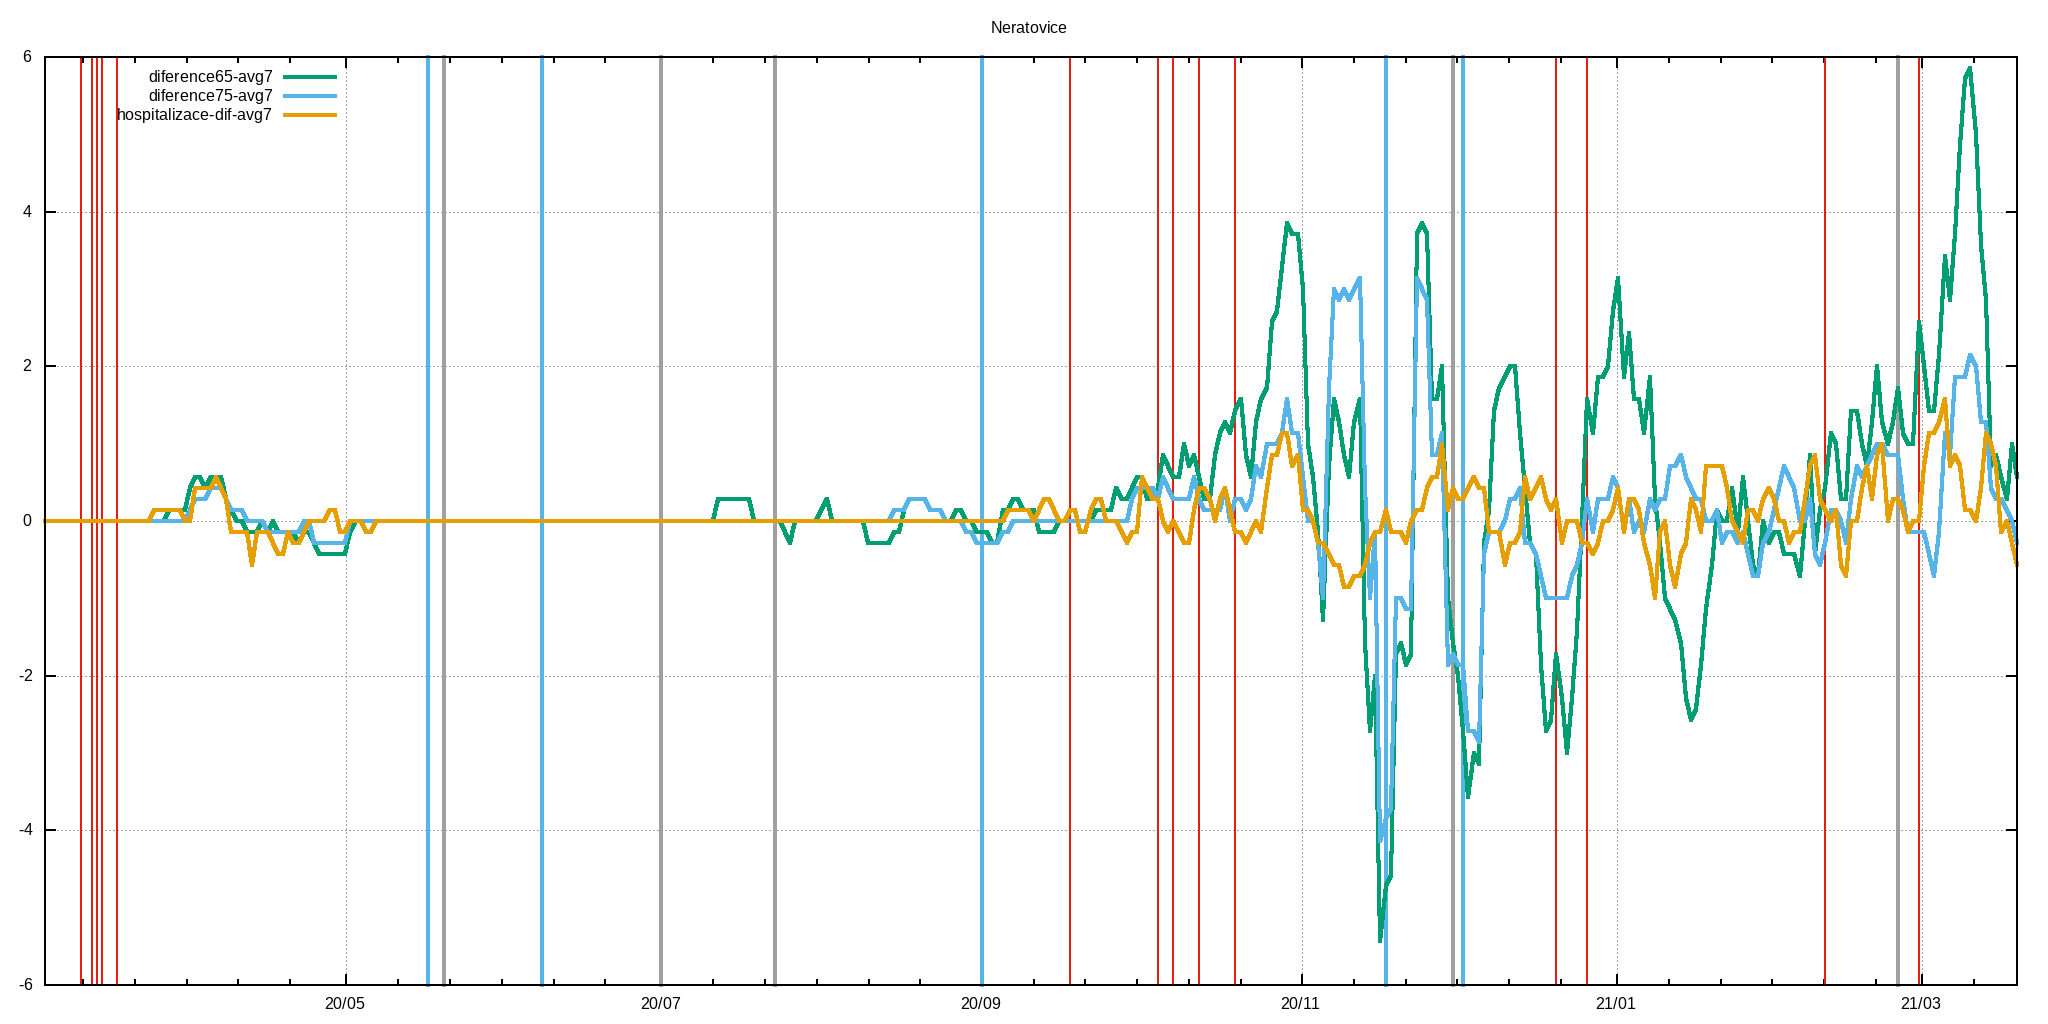 Neratovice
6
diference65-avg7
diference75-avg7
hospitalizace-dif-avg7
4
2
0
-2
-4
-6
20/05 20/07 20/09 20/11 21/01 21/03